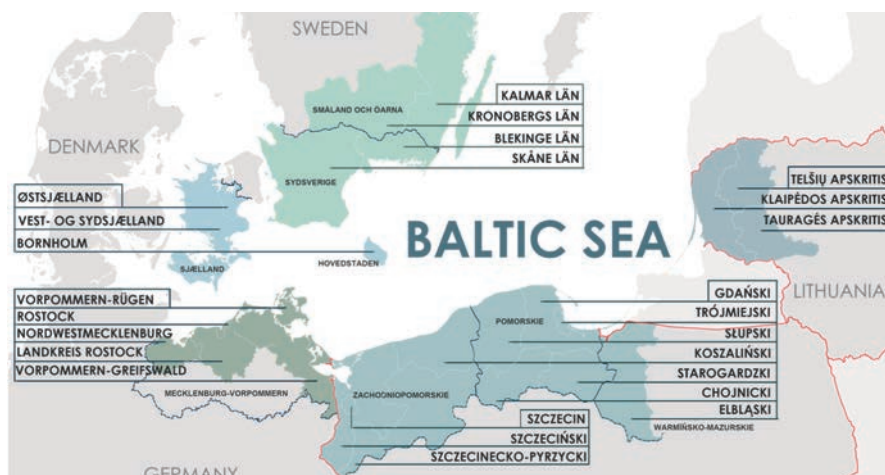 SWEDEN
DENMARK
SMÅLAND OCH ÖARNA
KALMAR LÄN
KRONOBERGS LÄN
BLEKINGE LÄN
SKÅNE LÄN
SYDSVERIGE
ØSTSJÆLLAND
VEST- OG SYDSJÆLLAND
BORNHOLM
SJÆLLAND
HOVEDSTADEN
BALTIC SEA
TELŠIŲ APSKRITIS
KLAIPĖDOS APSKRITIS
TAURAGĖS APSKRITIS
LITHUANIA
VORPOMMERN-RÜGEN
ROSTOCK
NORDWESTMECKLENBURG
LANDKREIS ROSTOCK
VORPOMMERN-GREIFSWALD
MECKLENBURG-VORPOMMERN
POMORSKIE
GDAŃSKI
TRÓJMIEJSKI
SŁUPSKI
KOSZALIŃSKI
STAROGARDZKI
CHOJNICKI
ELBLĄSKI
ZACHODNIOPOMORSKIE
WARMIŃSKO-MAZURSKIE
SZCZECIN
SZCZECIŃSKI
SZCZECINECKO-PYRZYCKI
GERMANY